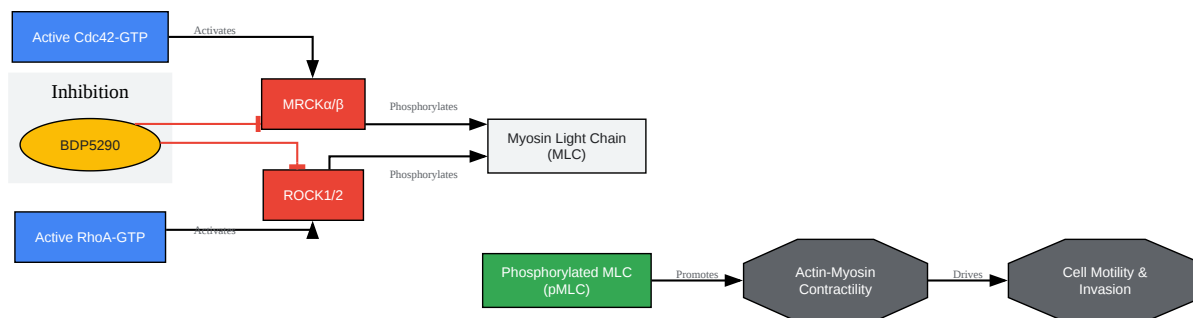 Active Cdc42-GTP
Activates
Inhibition
BDP5290
MRCKα/β
Phosphorylates
Myosin Light Chain
(MLC)
Phosphorylates
ROCK1/2
Active RhoA-GTP
Activates
Phosphorylated MLC
(pMLC)
Promotes
Actin-Myosin
Contractility
Drives
Cell Motility &
Invasion